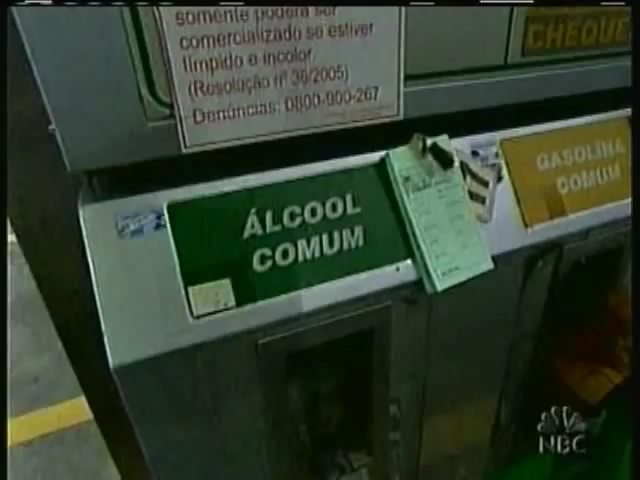 somente poderá ser
comercializado se estiver
límpido e incolor.
(Resolução nº 36/2005)
Denúncias: 0800-900-267
CHEQUE
ÁLCOOL
COMUM
GASOLINA
COMUM
NBC